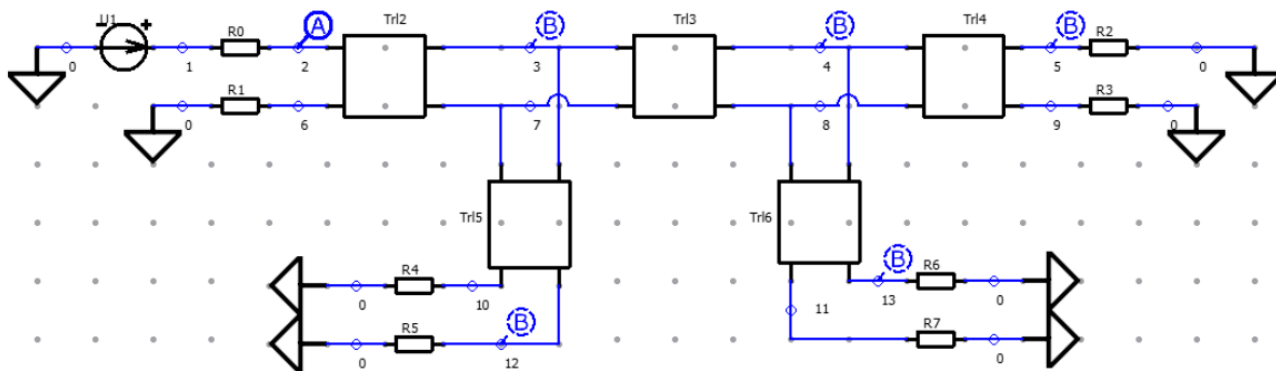 U1 R0 A Trl2 B Trl3 B Trl4 B R2
0 1 2 3 4 5 0
R1 R3
0 6 7 8 9 0
Trl5 Trl6
R4 B R6
0 10 11 13 0
R5 B R7
0 12 0